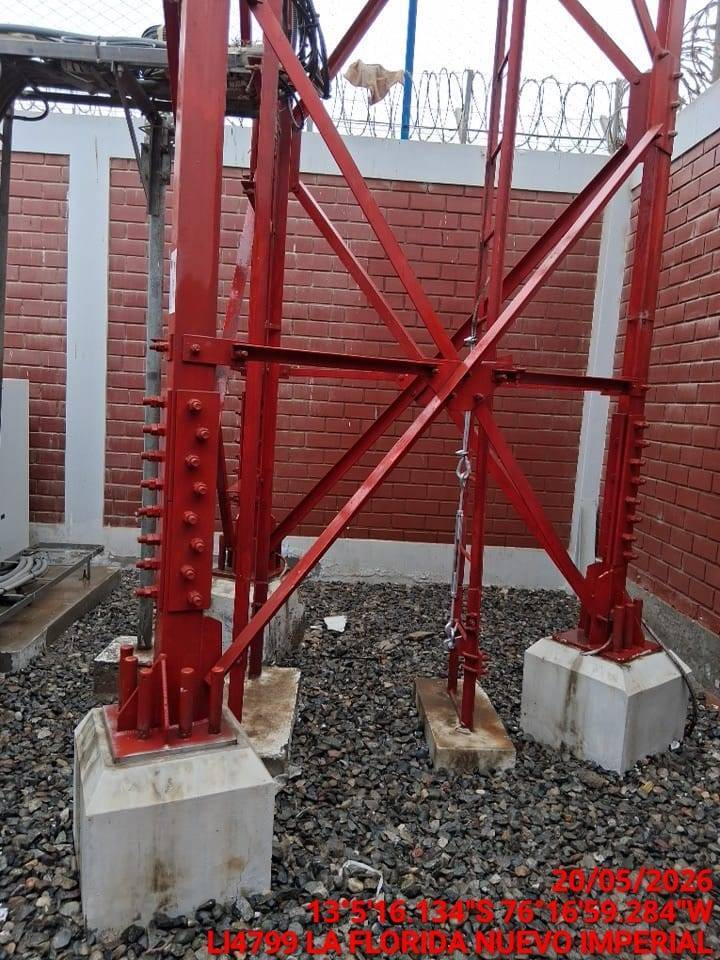 20/05/2026
13°5'16.134"S 76°16'59.284"W
LI4799 LA FLORIDA NUEVO IMPERIAL